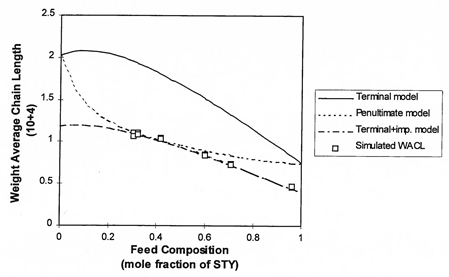 Weight Average Chain Length
(10+4)
2.5
2
1.5
1
0.5
0
0
0.2
0.4
0.6
0.8
1
Feed Composition
(mole fraction of STY)
Terminal model
Penultimate model
Terminal+imp. model
Simulated WACL